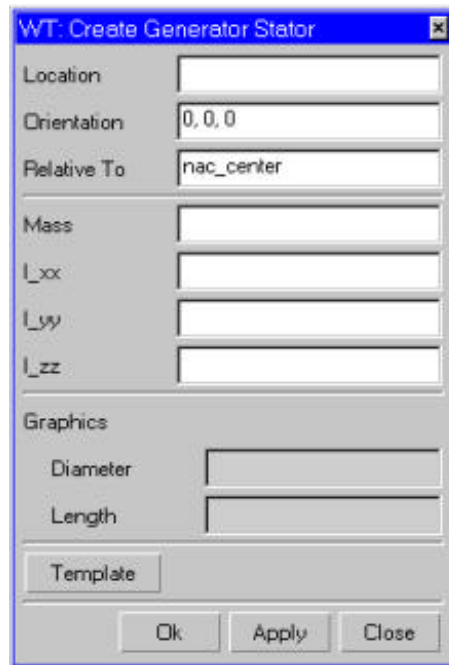 WT: Create Generator Stator
Location
Orientation 0, 0, 0
Relative To nac_center
Mass
I_xx
I_yy
I_zz
Graphics
Diameter
Length
Template
Ok Apply Close